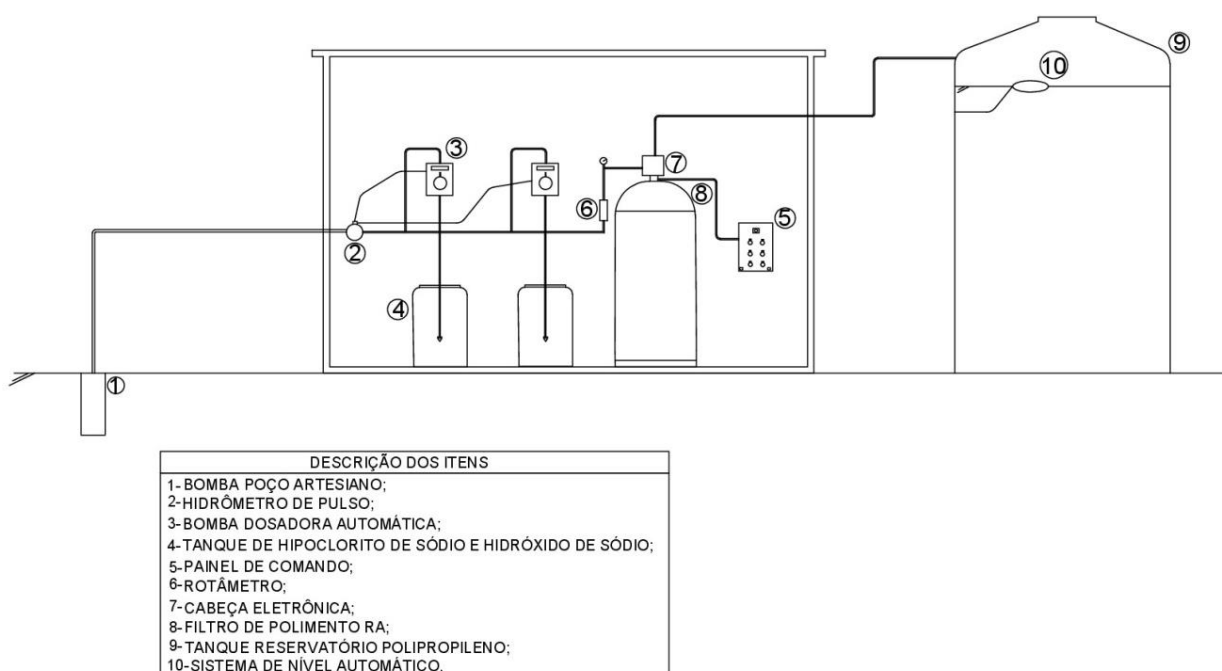 9
10
3
7
8
6
5
2
4
1
DESCRIÇÃO DOS ITENS
1-BOMBA POÇO ARTESIANO;
2-HIDRÔMETRO DE PULSO;
3-BOMBA DOSADORA AUTOMÁTICA;
4-TANQUE DE HIPOCLORITO DE SÓDIO E HIDRÓXIDO DE SÓDIO;
5-PAINEL DE COMANDO;
6-ROTÂMETRO;
7-CABEÇA ELETRÔNICA;
8-FILTRO DE POLIMENTO RA;
9-TANQUE RESERVATÓRIO POLIPROPILENO;
10-SISTEMA DE NÍVEL AUTOMÁTICO.